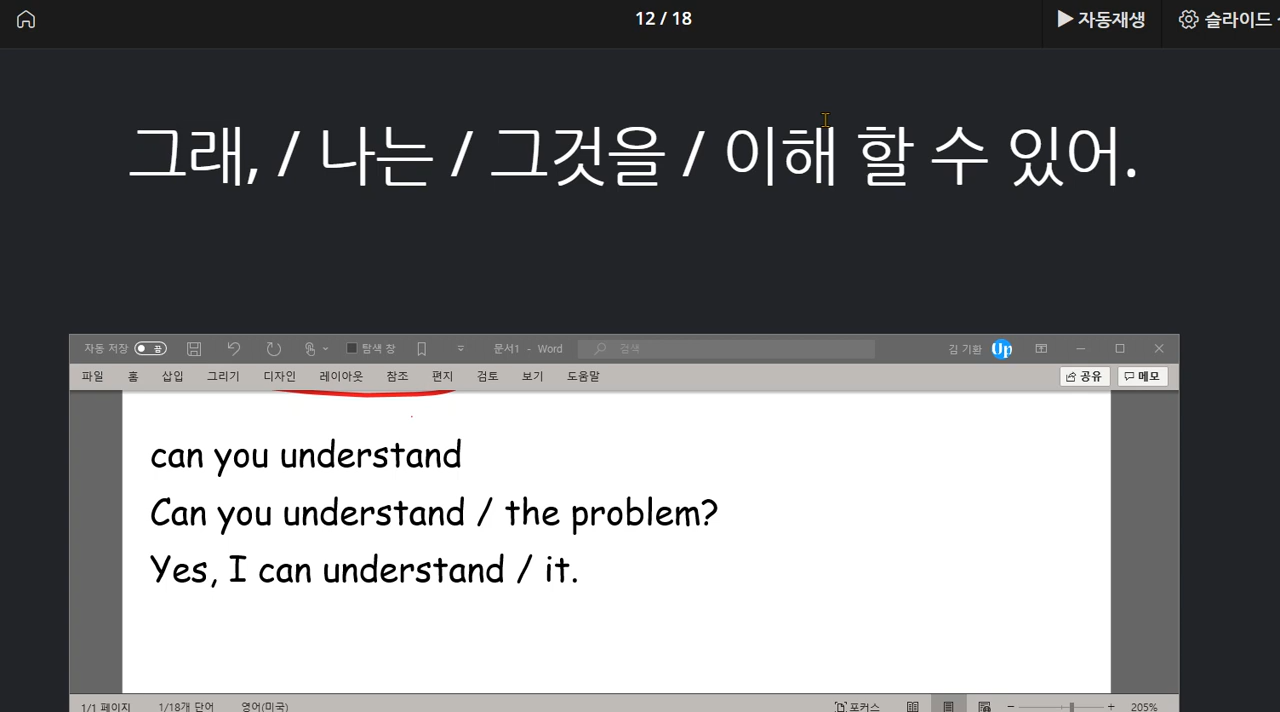 12 / 18
자동재생
슬라이드
그래, / 나는 / 그것을 / 이해 할 수 있어.
자동 저장 끔 탐색 창 문서1 - Word 검색 김 기환 Up
파일 홈 삽입 그리기 디자인 레이아웃 참조 편지 검토 보기 도움말 공유 메모
can you understand
Can you understand / the problem?
Yes, I can understand / it.
1/1 페이지 1/18개 단어 영어(미국) 포커스 205%